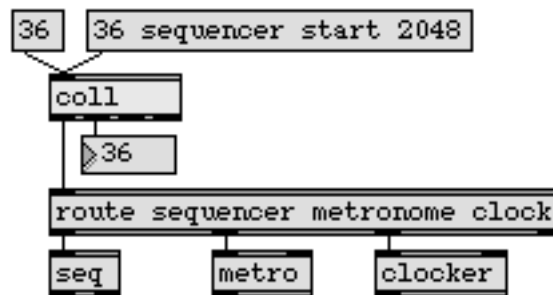 36 36 sequencer start 2048
coll
36
route sequencer metronome clock
seq metro clocker